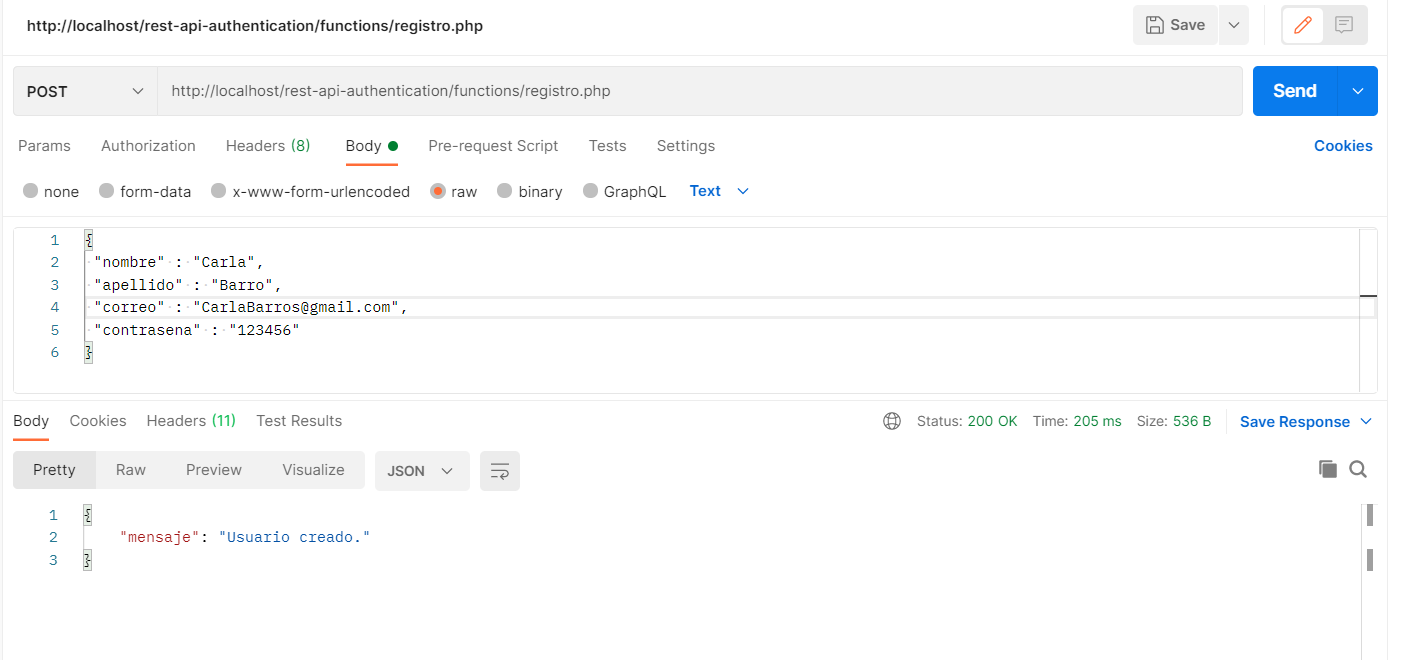 http://localhost/rest-api-authentication/functions/registro.php
Save
POST
http://localhost/rest-api-authentication/functions/registro.php
Send
Params Authorization Headers (8) Body Pre-request Script Tests Settings Cookies
none form-data x-www-form-urlencoded raw binary GraphQL Text
1 {
2 "nombre" : "Carla",
3 "apellido" : "Barro",
4 "correo" : "CarlaBarros@gmail.com",
5 "contrasena" : "123456"
6 }
Body Cookies Headers (11) Test Results Status: 200 OK Time: 205 ms Size: 536 B Save Response
Pretty Raw Preview Visualize JSON
1 {
2 "mensaje": "Usuario creado."
3 }